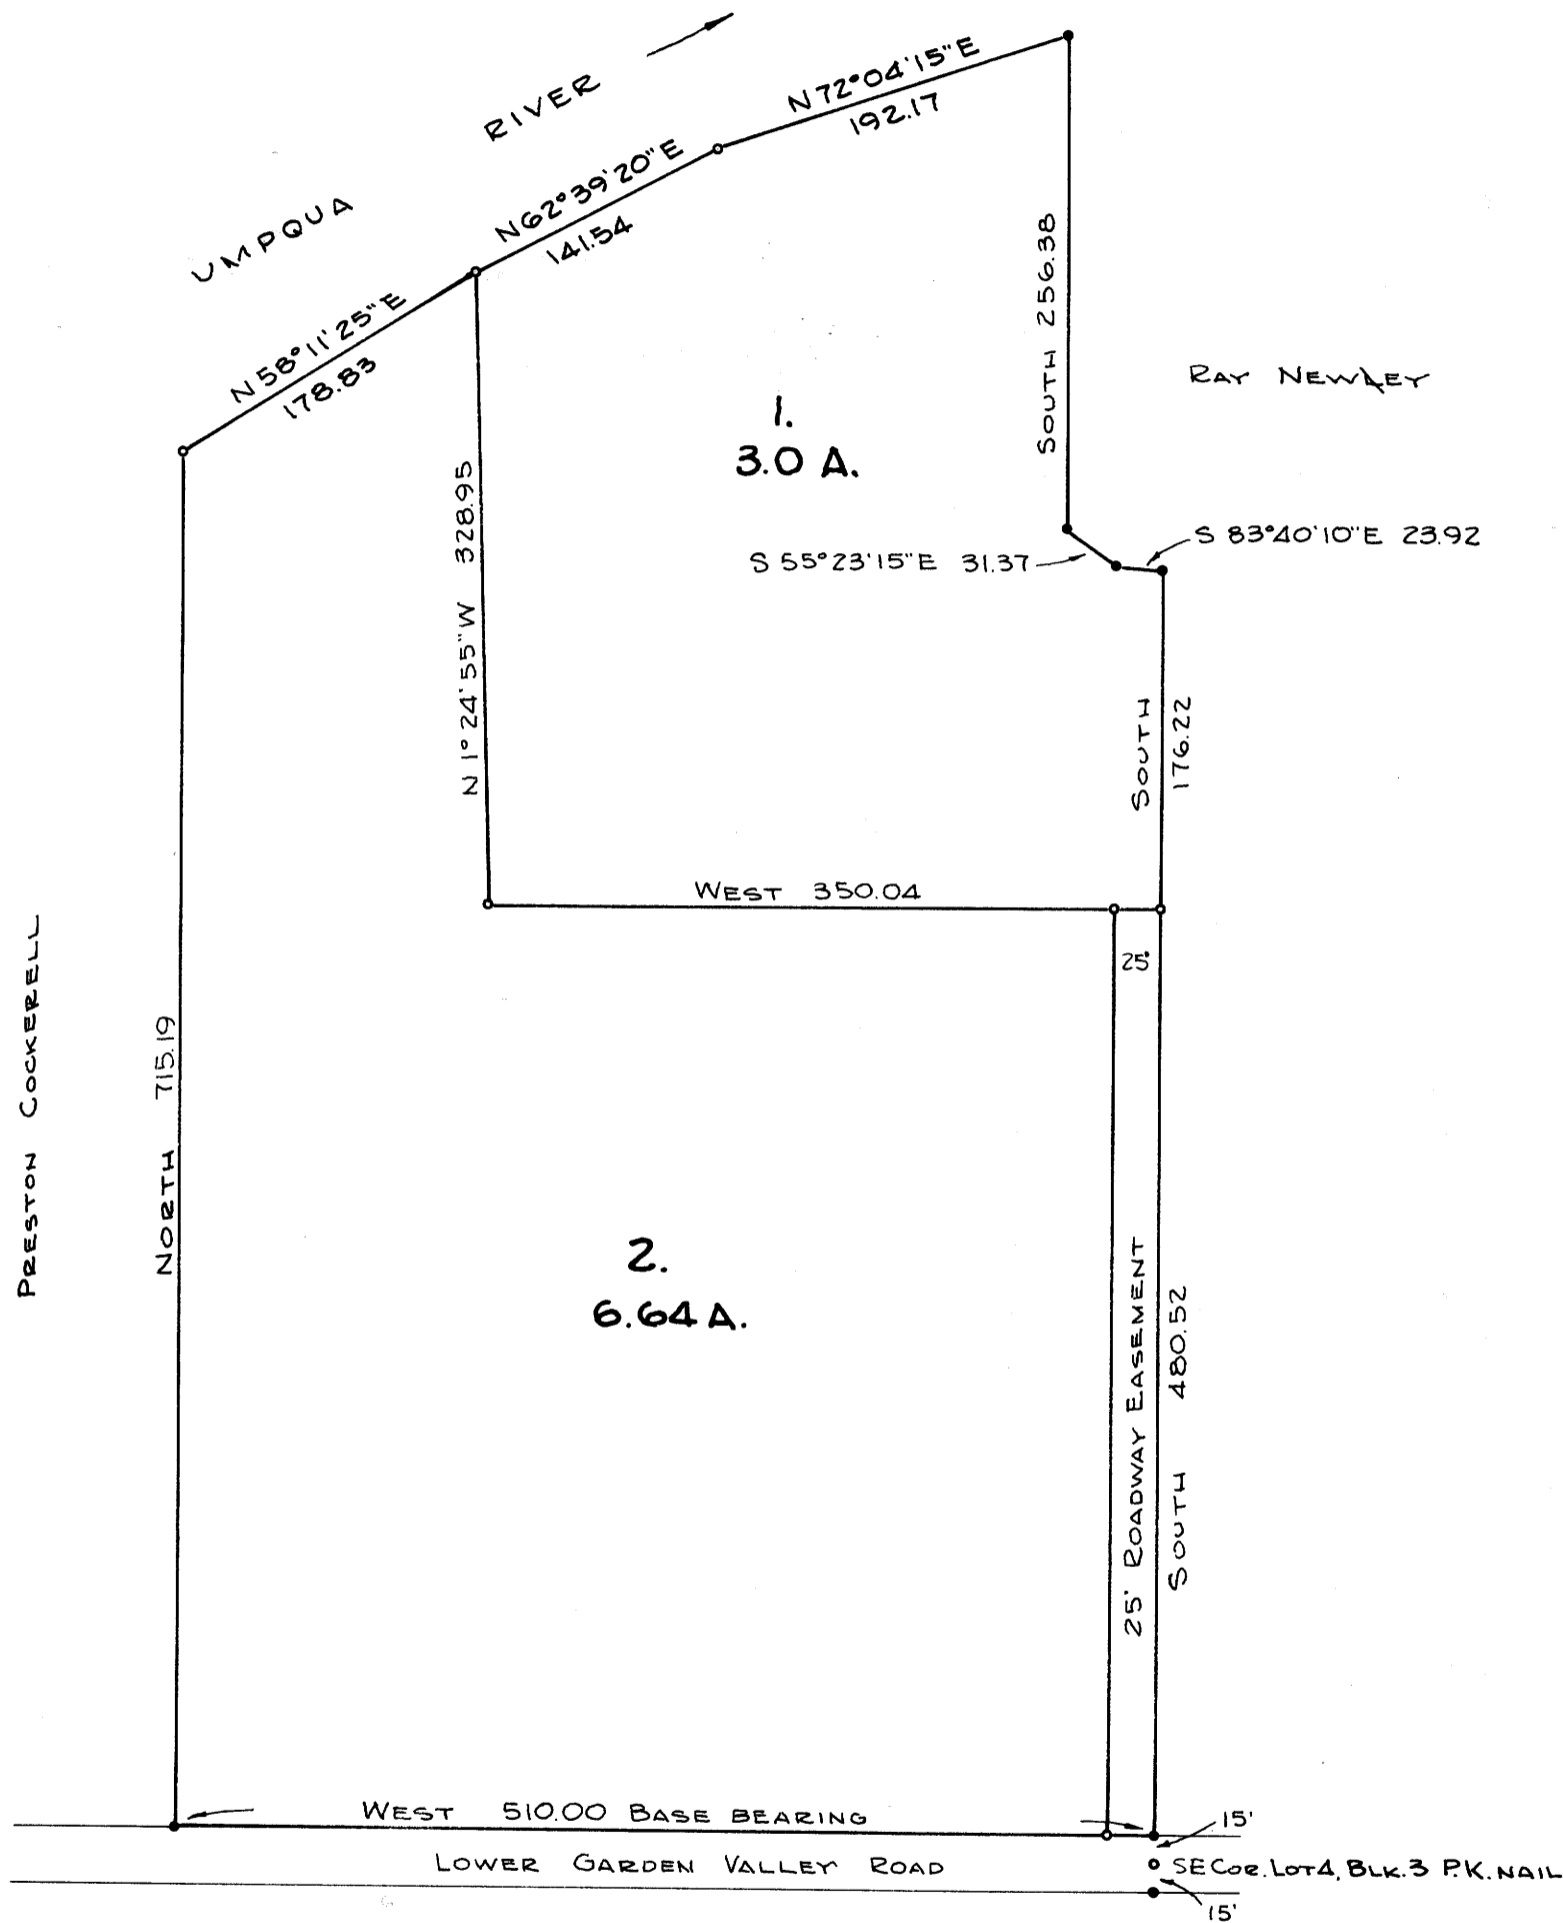 N 72°04'15"E
192.17
RIVER
N 62°39'20"E
141.54
UMPQUA
N 58°11'25"E
178.83
SOUTH 256.38
RAY NEWLEY
1.
3.0 A.
N 1° 24' 55" W 328.95
S 83°40'10"E 23.92
S 55°23'15"E 31.37
SOUTH
176.22
WEST 350.04
25'
PRESTON COCKERELL
NORTH 715.19
2.
6.64 A.
25' ROADWAY EASEMENT
SOUTH 480.52
WEST 510.00 BASE BEARING
15'
LOWER GARDEN VALLEY ROAD
SE COR. LOT 4, BLK. 3 P.K. NAIL
15'